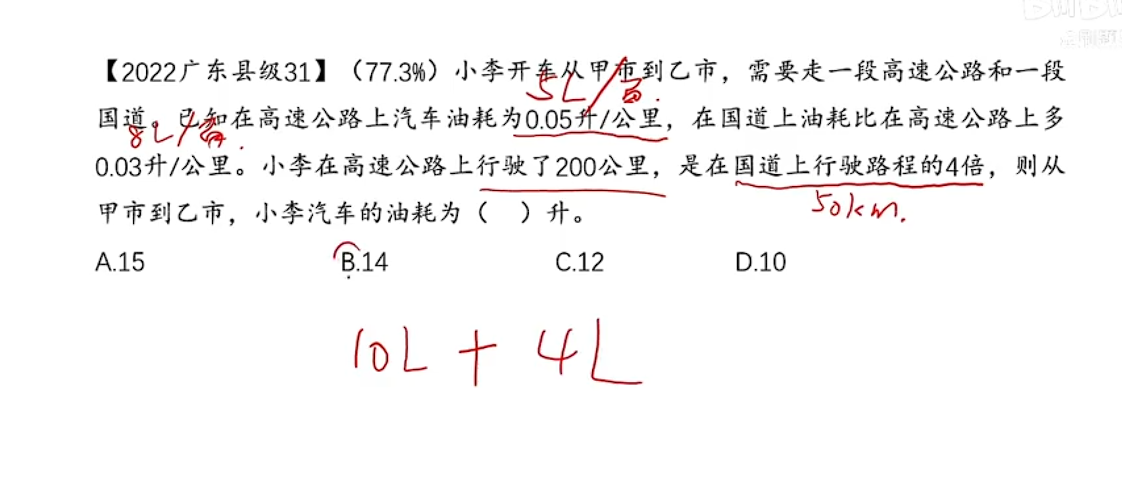 【2022广东县级31】（77.3%）小李开车从甲市到乙市，需要走一段高速公路和一段
5L/百.
国道。已知在高速公路上汽车油耗为0.05升/公里，在国道上油耗比在高速公路上多
8L/百.
0.03升/公里。小李在高速公路上行驶了200公里，是在国道上行驶路程的4倍，则从
甲市到乙市，小李汽车的油耗为（ ）升。
50km.
A.15 B.14 C.12 D.10
10L + 4L